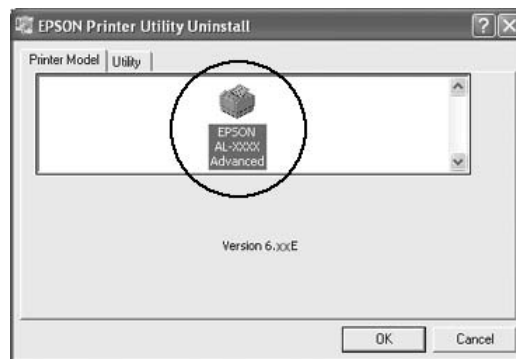 EPSON Printer Utility Uninstall
Printer Model
Utility
EPSON
AL-XXXX
Advanced
Version 6.xxE
OK
Cancel